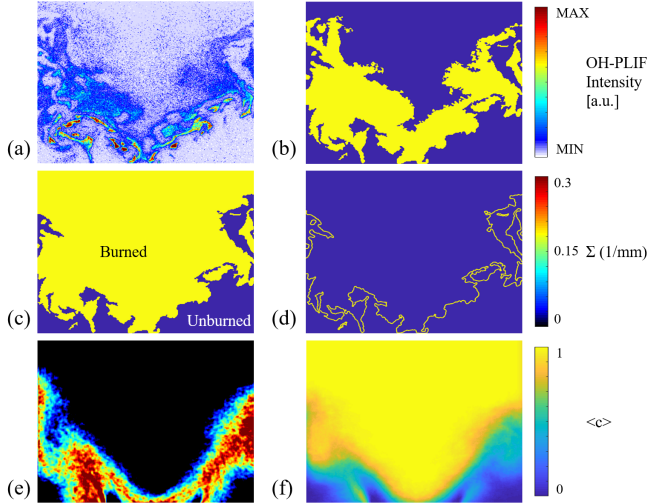 (a)
(b)
MAX
OH-PLIF
Intensity
[a.u.]
MIN
(c)
Burned
Unburned
(d)
0.3
0.15
Σ (1/mm)
0
(e)
(f)
1
<c>
0